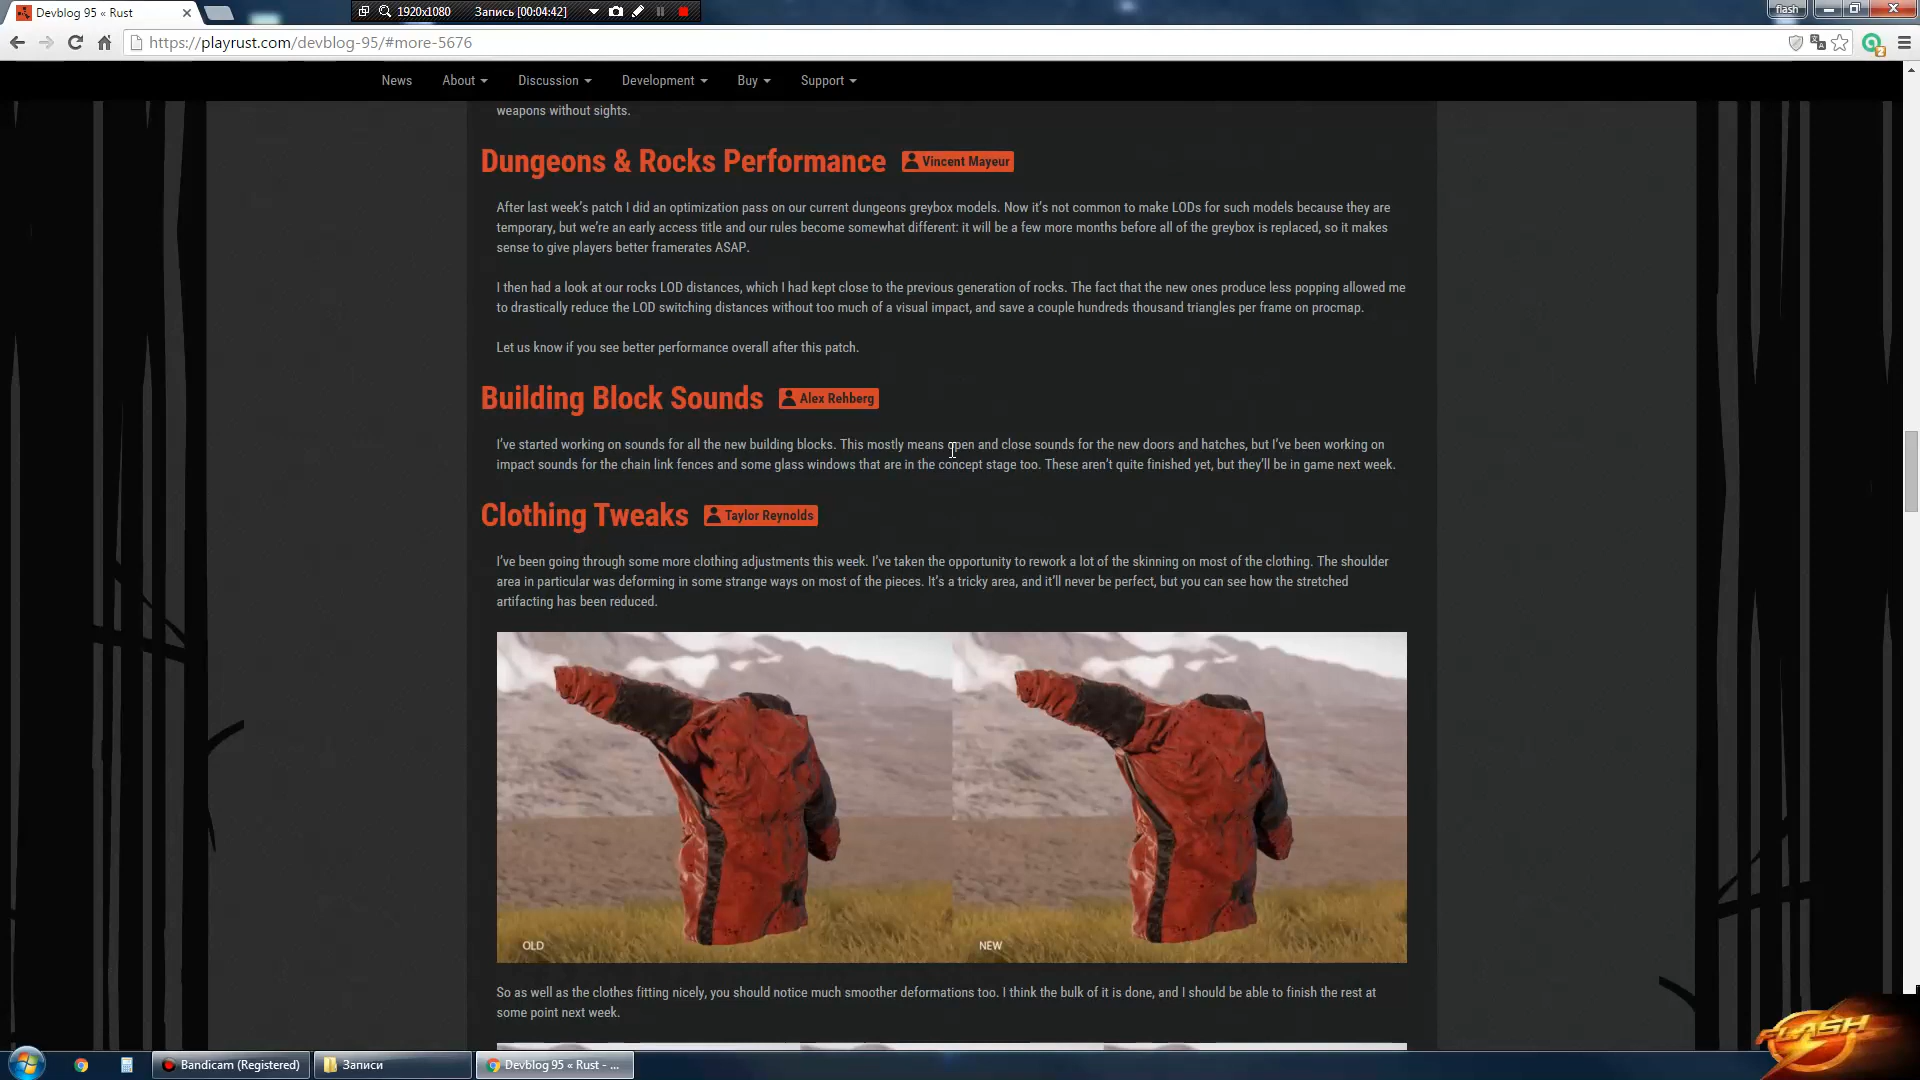 Devblog 95 « Rust
1920x1080
Запись [00:04:42]
flash
https://playrust.com/devblog-95/#more-5676
News
About
Discussion
Development
Buy
Support
weapons without sights.
Dungeons & Rocks Performance
Vincent Mayeur
After last week's patch I did an optimization pass on our current dungeons greybox models. Now it's not common to make LODs for such models because they are
temporary, but we're an early access title and our rules become somewhat different: it will be a few more months before all of the greybox is replaced, so it makes
sense to give players better framerates ASAP.
I then had a look at our rocks LOD distances, which I had kept close to the previous generation of rocks. The fact that the new ones produce less popping allowed me
to drastically reduce the LOD switching distances without too much of a visual impact, and save a couple hundreds thousand triangles per frame on procmap.
Let us know if you see better performance overall after this patch.
Building Block Sounds
Alex Rehberg
I've started working on sounds for all the new building blocks. This mostly means open and close sounds for the new doors and hatches, but I've been working on
impact sounds for the chain link fences and some glass windows that are in the concept stage too. These aren't quite finished yet, but they'll be in game next week.
Clothing Tweaks
Taylor Reynolds
I've been going through some more clothing adjustments this week. I've taken the opportunity to rework a lot of the skinning on most of the clothing. The shoulder
area in particular was deforming in some strange ways on most of the pieces. It's a tricky area, and it'll never be perfect, but you can see how the stretched
artifacting has been reduced.
OLD
NEW
So as well as the clothes fitting nicely, you should notice much smoother deformations too. I think the bulk of it is done, and I should be able to finish the rest at
some point next week.
FLASH
Bandicam (Registered)
Записи
Devblog 95 « Rust - ...